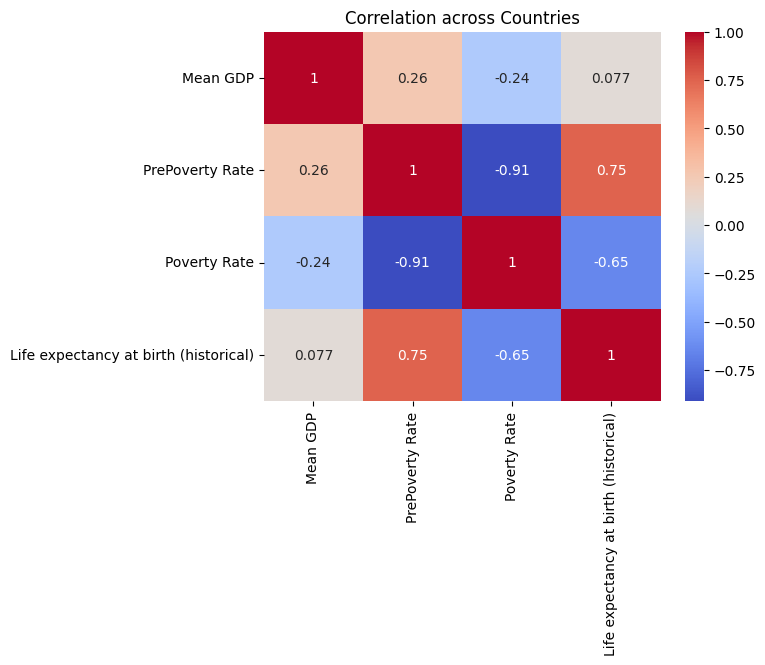 Correlation across Countries
Mean GDP
1
0.26
-0.24
0.077
PrePoverty Rate
0.26
1
-0.91
0.75
Poverty Rate
-0.24
-0.91
1
-0.65
Life expectancy at birth (historical)
0.077
0.75
-0.65
1
Mean GDP
PrePoverty Rate
Poverty Rate
Life expectancy at birth (historical)
1.00
0.75
0.50
0.25
0.00
−0.25
−0.50
−0.75